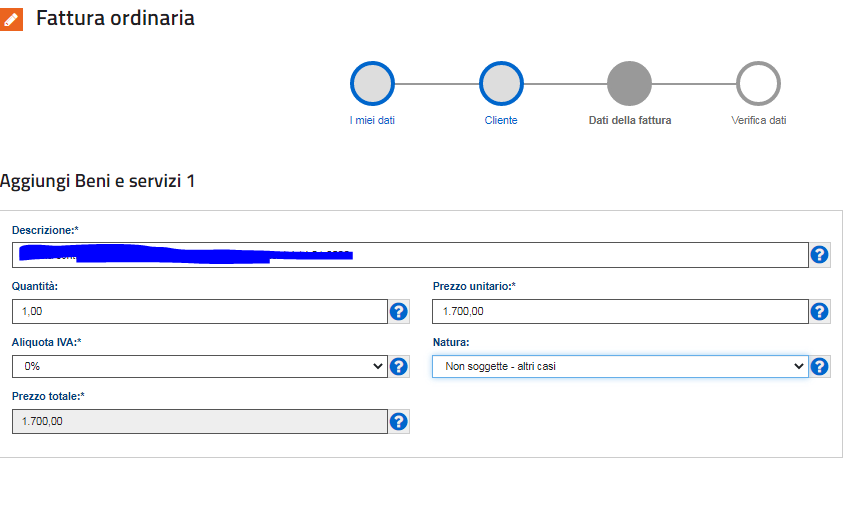 Fattura ordinaria
I miei dati
Cliente
Dati della fattura
Verifica dati
Aggiungi Beni e servizi 1
Descrizione:*
?
Quantità:
Prezzo unitario:*
1,00
?
1.700,00
?
Aliquota IVA:*
Natura:
0%
?
Non soggette - altri casi
?
Prezzo totale:*
1.700,00
?